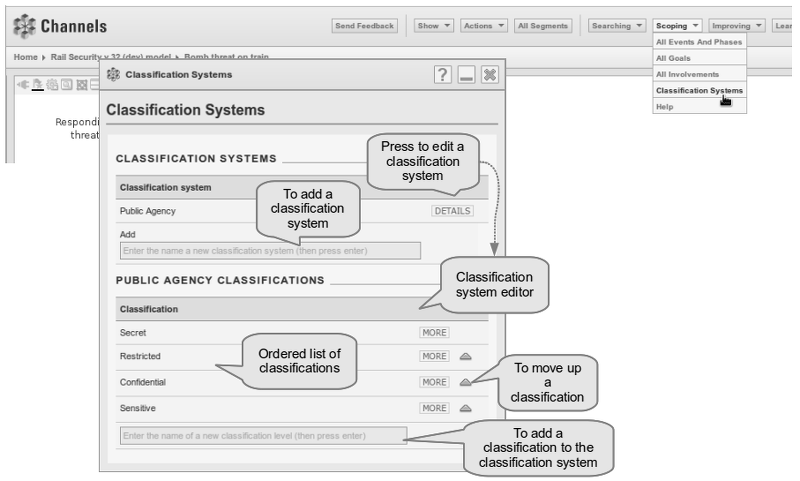 Channels
Send Feedback
Show
Actions
All Segments
Searching
Scoping
Improving
Home
Rail Security v.32 (dev) model
Bomb threat on train
All Events And Phases
All Goals
All Involvements
Classification Systems
Help
Classification Systems
?
Classification Systems
CLASSIFICATION SYSTEMS
Press to edit a
classification
system
Classification system
To add a
classification
system
Public Agency
DETAILS
Add
Enter the name a new classification system (then press enter)
PUBLIC AGENCY CLASSIFICATIONS
Classification
system editor
Classification
Secret
MORE
Ordered list of
classifications
Restricted
MORE
Confidential
MORE
To move up
a
classification
Sensitive
MORE
Enter the name of a new classification level (then press enter)
To add a
classification to the
classification system